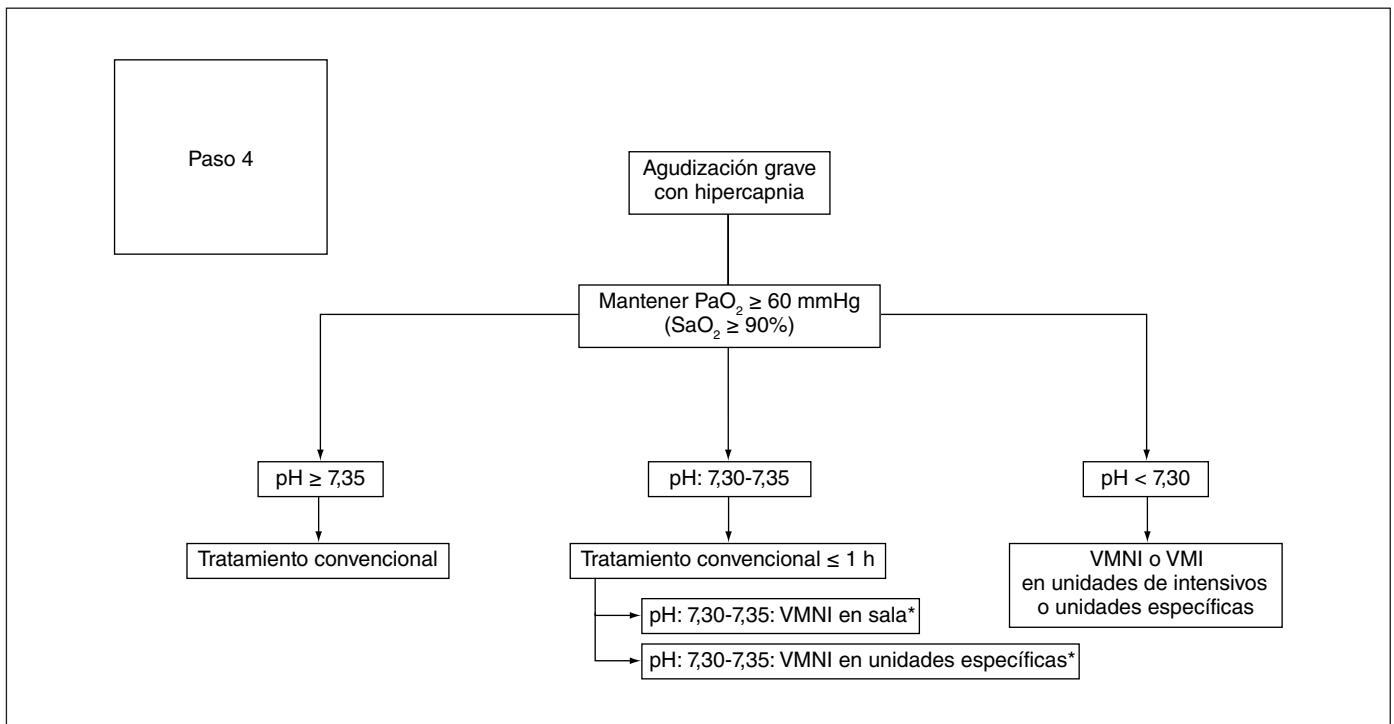 Paso 4
Agudización grave
con hipercapnia
Mantener PaO₂ ≥ 60 mmHg
(SaO₂ ≥ 90%)
pH ≥ 7,35
pH: 7,30-7,35
pH < 7,30
Tratamiento convencional
Tratamiento convencional ≤ 1 h
VMNI o VMI
en unidades de intensivos
o unidades específicas
pH: 7,30-7,35: VMNI en sala*
pH: 7,30-7,35: VMNI en unidades específicas*